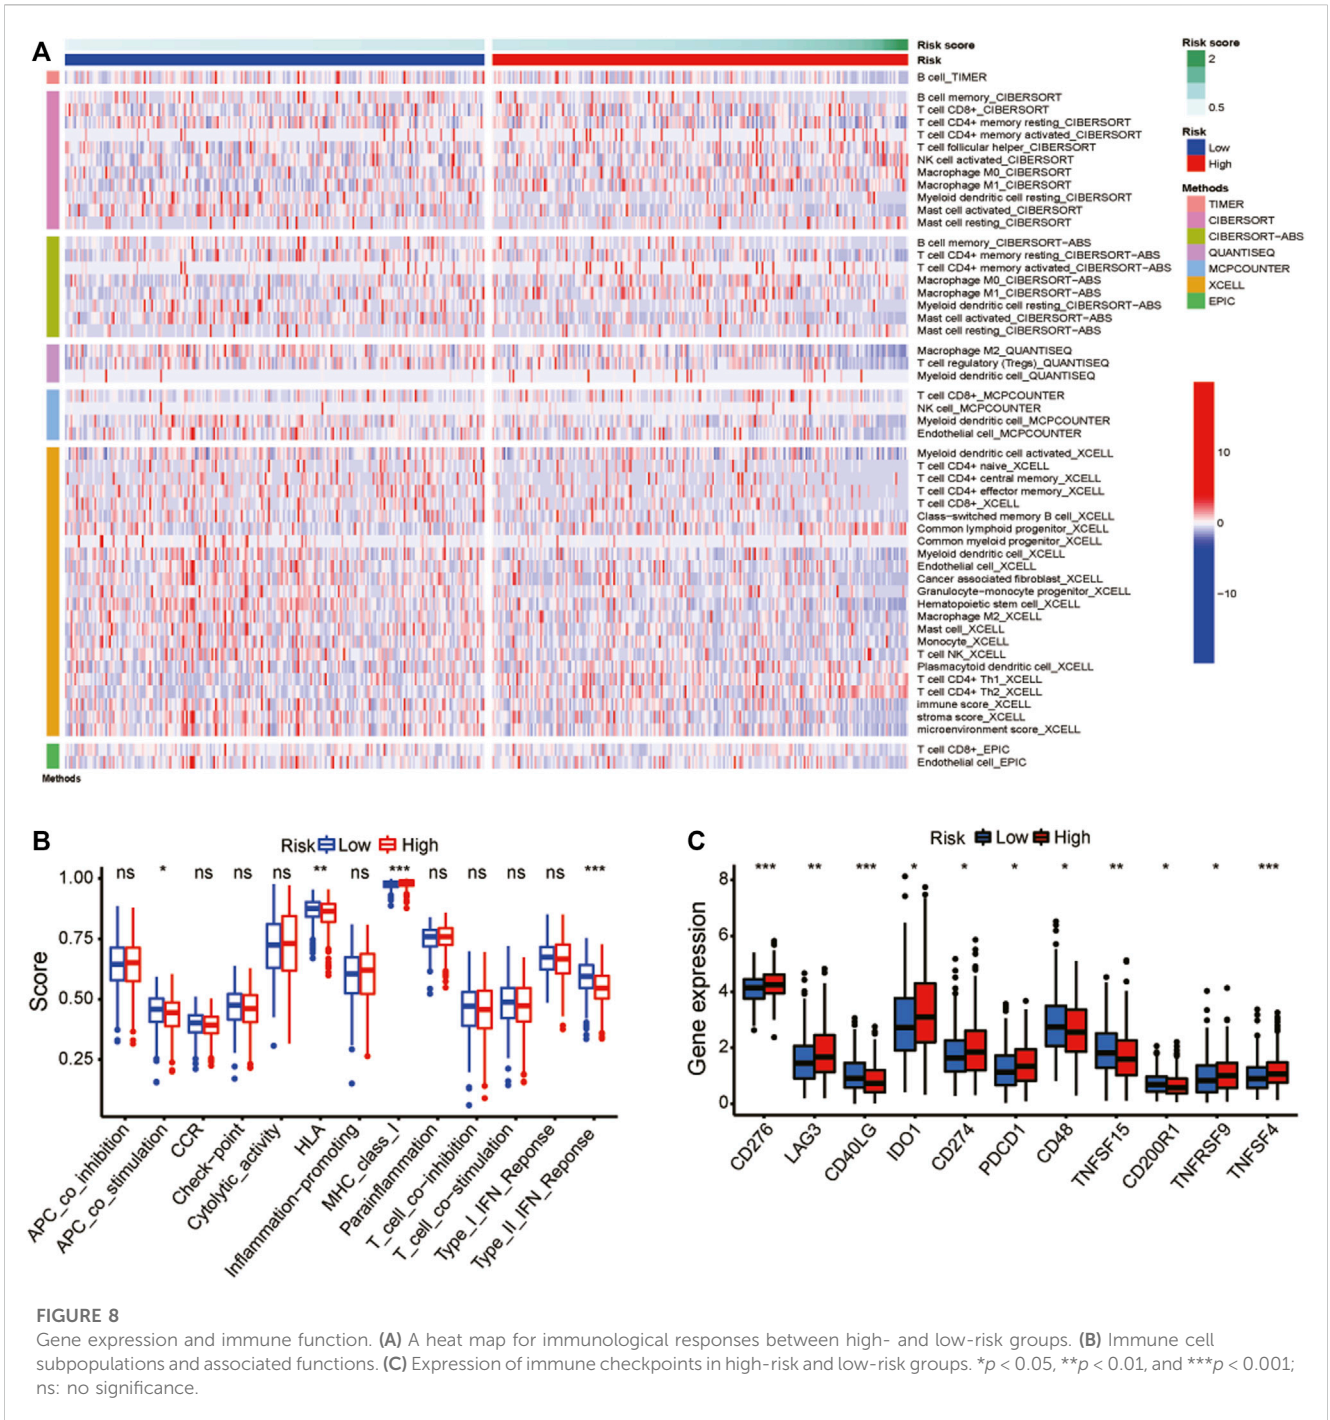 A
Risk score
Risk
B cell_TIMER
B cell memory_CIBERSORT
T cell CD8+_CIBERSORT
T cell CD4+ memory resting_CIBERSORT
T cell CD4+ memory activated_CIBERSORT
T cell follicular helper_CIBERSORT
NK cell activated_CIBERSORT
Macrophage M0_CIBERSORT
Macrophage M1_CIBERSORT
Myeloid dendritic cell resting_CIBERSORT
Mast cell activated_CIBERSORT
Mast cell resting_CIBERSORT
B cell memory_CIBERSORT−ABS
T cell CD4+ memory resting_CIBERSORT−ABS
T cell CD4+ memory activated_CIBERSORT−ABS
Macrophage M0_CIBERSORT−ABS
Macrophage M1_CIBERSORT−ABS
Myeloid dendritic cell resting_CIBERSORT−ABS
Mast cell activated_CIBERSORT−ABS
Mast cell resting_CIBERSORT−ABS
Macrophage M2_QUANTISEQ
T cell regulatory (Tregs)_QUANTISEQ
Myeloid dendritic cell_QUANTISEQ
T cell CD8+_MCPCOUNTER
NK cell_MCPCOUNTER
Myeloid dendritic cell_MCPCOUNTER
Endothelial cell_MCPCOUNTER
Myeloid dendritic cell activated_XCELL
T cell CD4+ naive_XCELL
T cell CD4+ central memory_XCELL
T cell CD4+ effector memory_XCELL
T cell CD8+_XCELL
Class−switched memory B cell_XCELL
Common lymphoid progenitor_XCELL
Common myeloid progenitor_XCELL
Myeloid dendritic cell_XCELL
Endothelial cell_XCELL
Cancer associated fibroblast_XCELL
Granulocyte−monocyte progenitor_XCELL
Hematopoietic stem cell_XCELL
Macrophage M2_XCELL
Mast cell_XCELL
Monocyte_XCELL
T cell NK_XCELL
Plasmacytoid dendritic cell_XCELL
T cell CD4+ Th1_XCELL
T cell CD4+ Th2_XCELL
immune score_XCELL
stroma score_XCELL
microenvironment score_XCELL
T cell CD8+_EPIC
Endothelial cell_EPIC
Methods
Risk score
2
0.5
Risk
Low
High
Methods
TIMER
CIBERSORT
CIBERSORT−ABS
QUANTISEQ
MCPCOUNTER
XCELL
EPIC
10
0
−10
B
Risk Low High
ns * ns ns ns ** ns *** ns ns ns ns ***
Score
1.00
0.75
0.50
0.25
APC_co_inhibition
APC_co_stimulation
CCR
Check−point
Cytolytic_activity
HLA
Inflammation−promoting
MHC_class_I
Parainflammation
T_cell_co−inhibition
T_cell_co−stimulation
Type_I_IFN_Reponse
Type_II_IFN_Reponse
C
Risk Low High
*** ** *** * * * * ** * * ***
Gene expression
8
6
4
2
0
CD276
LAG3
CD40LG
IDO1
CD274
PDCD1
CD48
TNFSF15
CD200R1
TNFRSF9
TNFSF4
FIGURE 8
Gene expression and immune function. (A) A heat map for immunological responses between high- and low-risk groups. (B) Immune cell
subpopulations and associated functions. (C) Expression of immune checkpoints in high-risk and low-risk groups. *p < 0.05, **p < 0.01, and ***p < 0.001;
ns: no significance.